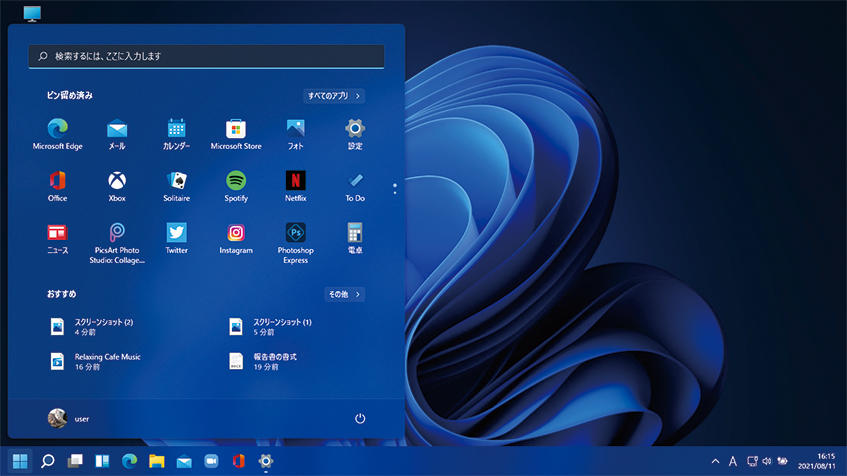 検索するには、ここに入力します
ピン留め済み
すべてのアプリ
Microsoft Edge
メール
カレンダー
Microsoft Store
フォト
設定
Office
Xbox
Solitaire
Spotify
Netflix
To Do
ニュース
PicsArt Photo
Studio: Collage...
Twitter
Instagram
Photoshop
Express
電卓
おすすめ
その他
スクリーンショット (2)
4 分前
スクリーンショット (1)
5 分前
Relaxing Cafe Music
16 分前
報告書の書式
19 分前
user
A
16:15
2021/08/11